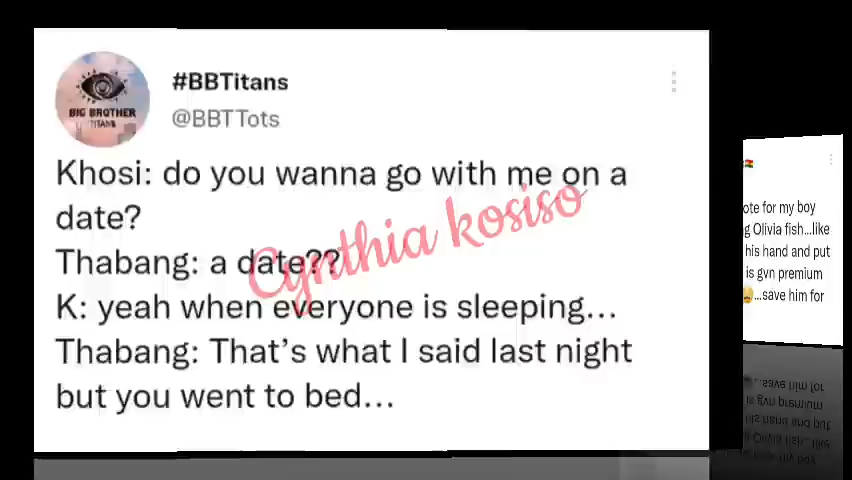 #BBTitans
@BBTTots
BIG BROTHER
TITANS
Khosi: do you wanna go with me on a
date?
Thabang: a date??
K: yeah when everyone is sleeping...
Thabang: That's what I said last night
but you went to bed...
Cynthia kosiso
ote for my boy
g Olivia fish...like
his hand and put
is gvn premium
...save him for